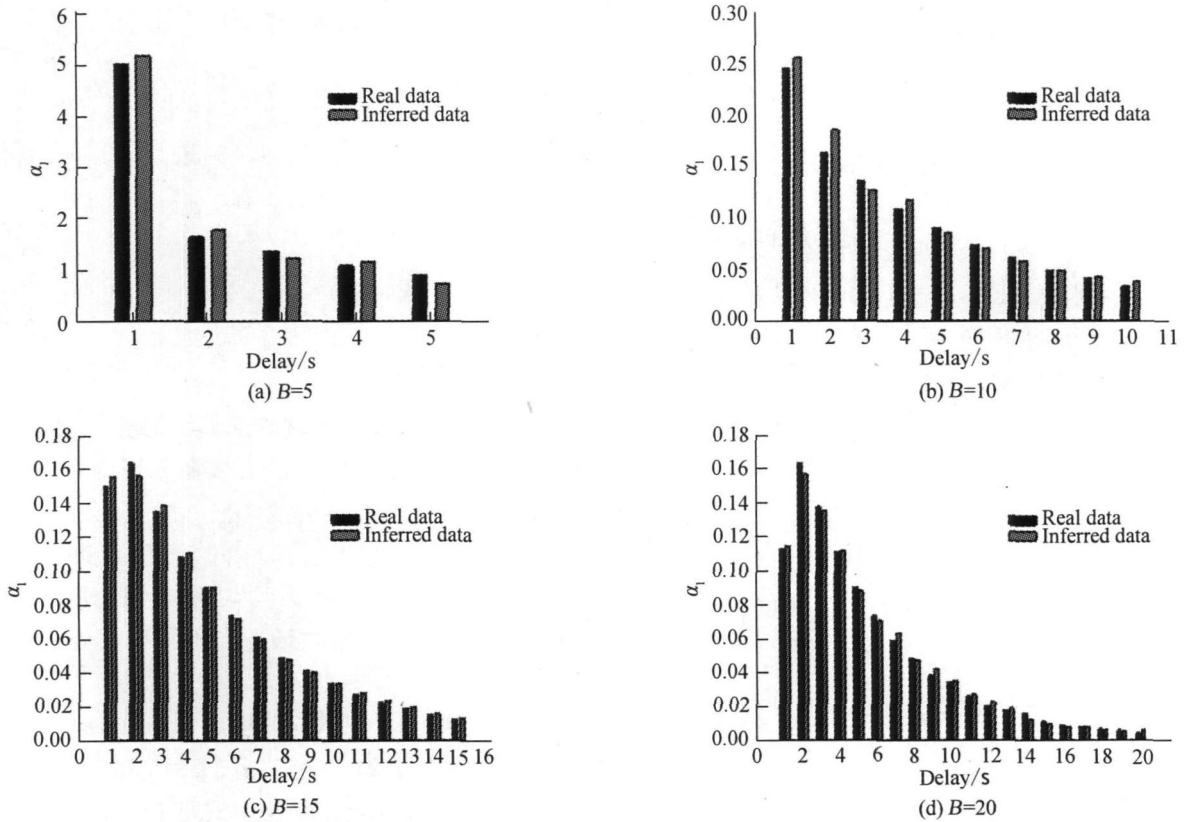 6
5
4
3
2
1
0
α₁
Real data
Inferred data
1 2 3 4 5
Delay/s
(a) B=5
0.30
0.25
0.20
0.15
0.10
0.05
0.00
α₁
Real data
Inferred data
0 1 2 3 4 5 6 7 8 9 10 11
Delay/s
(b) B=10
0.18
0.16
0.14
0.12
0.10
0.08
0.06
0.04
0.02
0.00
α₁
Real data
Inferred data
0 1 2 3 4 5 6 7 8 9 10 11 12 13 14 15 16
Delay/s
(c) B=15
0.18
0.16
0.14
0.12
0.10
0.08
0.06
0.04
0.02
0.00
α₁
Real data
Inferred data
0 2 4 6 8 10 12 14 16 18 20
Delay/s
(d) B=20